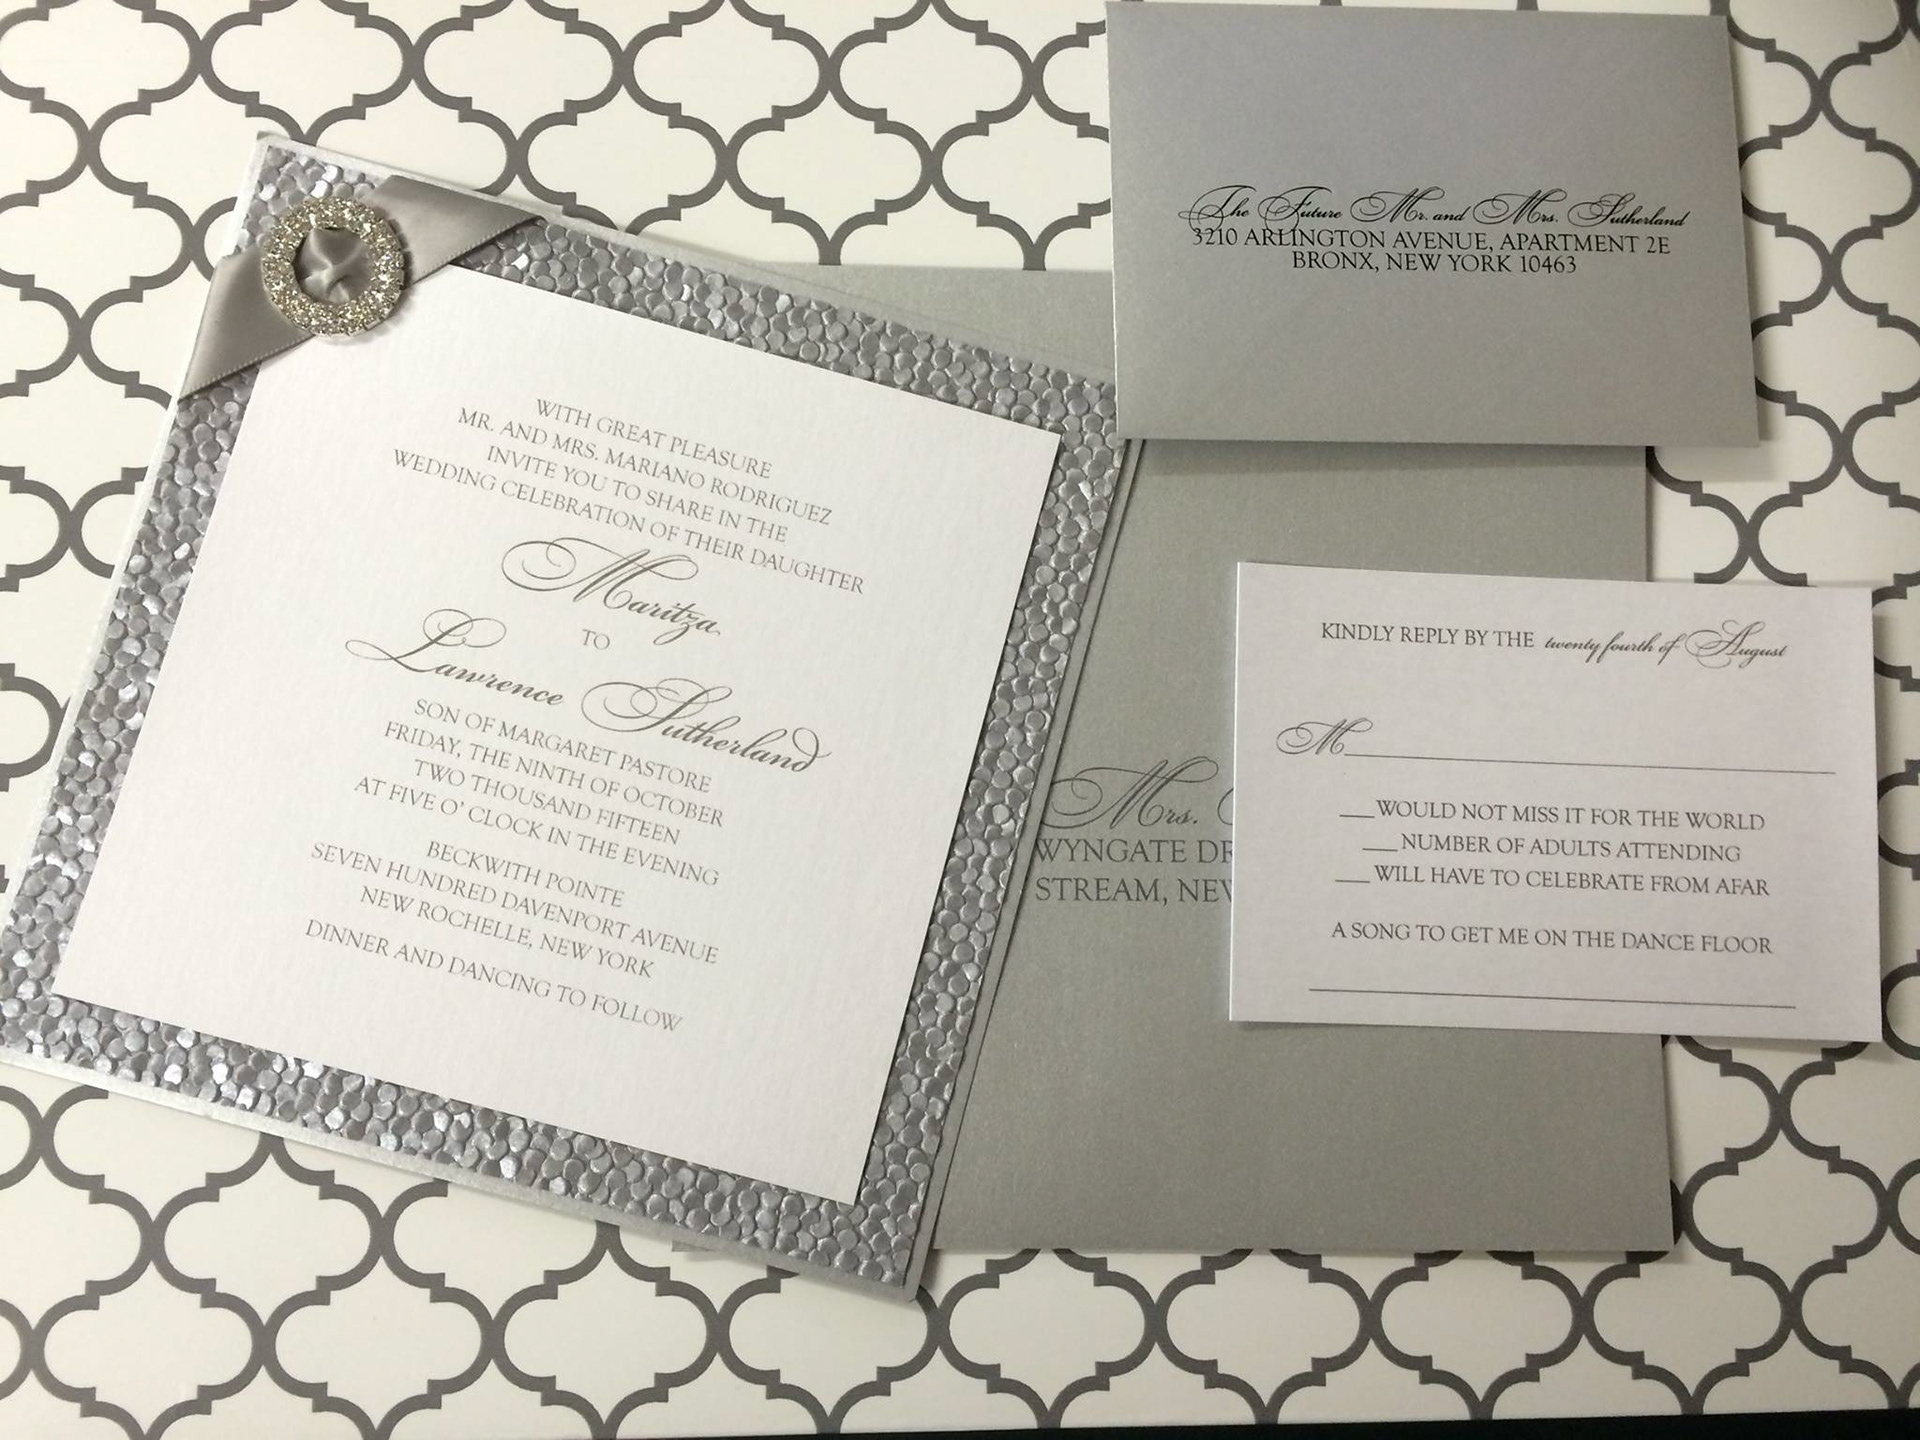 WITH GREAT PLEASURE
MR. AND MRS. MARIANO RODRIGUEZ
INVITE YOU TO SHARE IN THE
WEDDING CELEBRATION OF THEIR DAUGHTER
Maritza
TO
Lawrence Sutherland
SON OF MARGARET PASTORE
FRIDAY, THE NINTH OF OCTOBER
TWO THOUSAND FIFTEEN
AT FIVE O' CLOCK IN THE EVENING
BECKWITH POINTE
SEVEN HUNDRED DAVENPORT AVENUE
NEW ROCHELLE, NEW YORK
DINNER AND DANCING TO FOLLOW
The Future Mr. and Mrs. Sutherland
3210 ARLINGTON AVENUE, APARTMENT 2E
BRONX, NEW YORK 10463
Mrs.
WYNGATE
STREAM,
KINDLY REPLY BY THE twenty fourth of August
M
WOULD NOT MISS IT FOR THE WORLD
NUMBER OF ADULTS ATTENDING
WILL HAVE TO CELEBRATE FROM AFAR
A SONG TO GET ME ON THE DANCE FLOOR